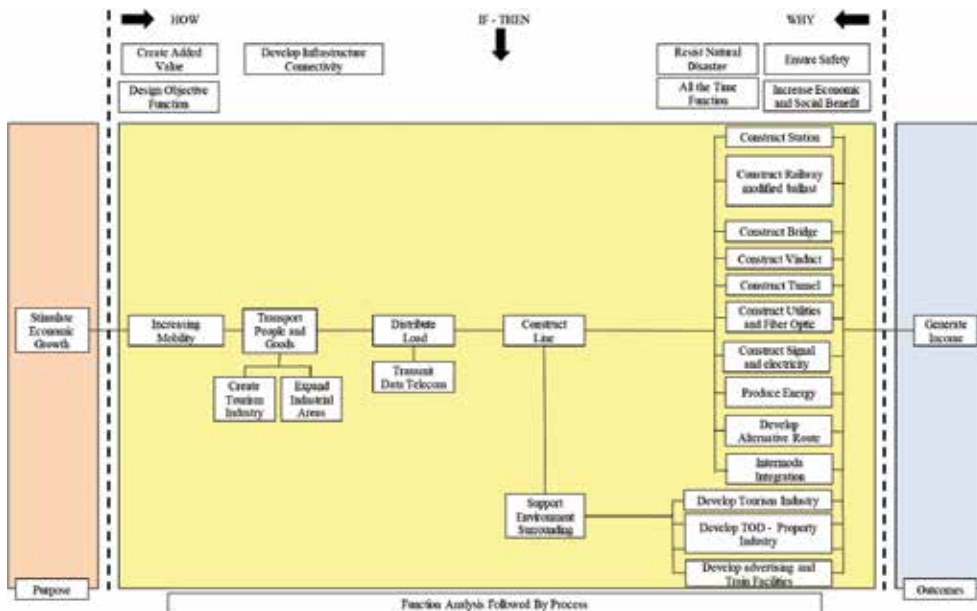 HOW
IF - THEN
WHY
Create Added
Value
Develop Infrastructure
Connectivity
Resist Natural
Disaster
Ensure Safety
Design Objective
Function
All the Time
Function
Increase Economic
and Social Benefit
Construct Station
Construct Railway
modified ballast
Construct Bridge
Construct Viaduct
Construct Tunnel
Stimulate
Economic
Growth
Increasing
Mobility
Transport
People and
Goods
Distribute
Load
Construct
Line
Construct Utilities
and Fiber Optic
Generate
Income
Create
Tourism
Industry
Expand
Industrial
Areas
Transmit
Data Telecom
Construct Signal
and electricity
Produce Energy
Develop
Alternative Route
Intermoda
Integration
Support
Environment
Surrounding
Develop Tourism Industry
Develop TOD - Property
Industry
Develop advertising and
Train Facilities
Purpose
Outcomes
Function Analysis Followed By Process